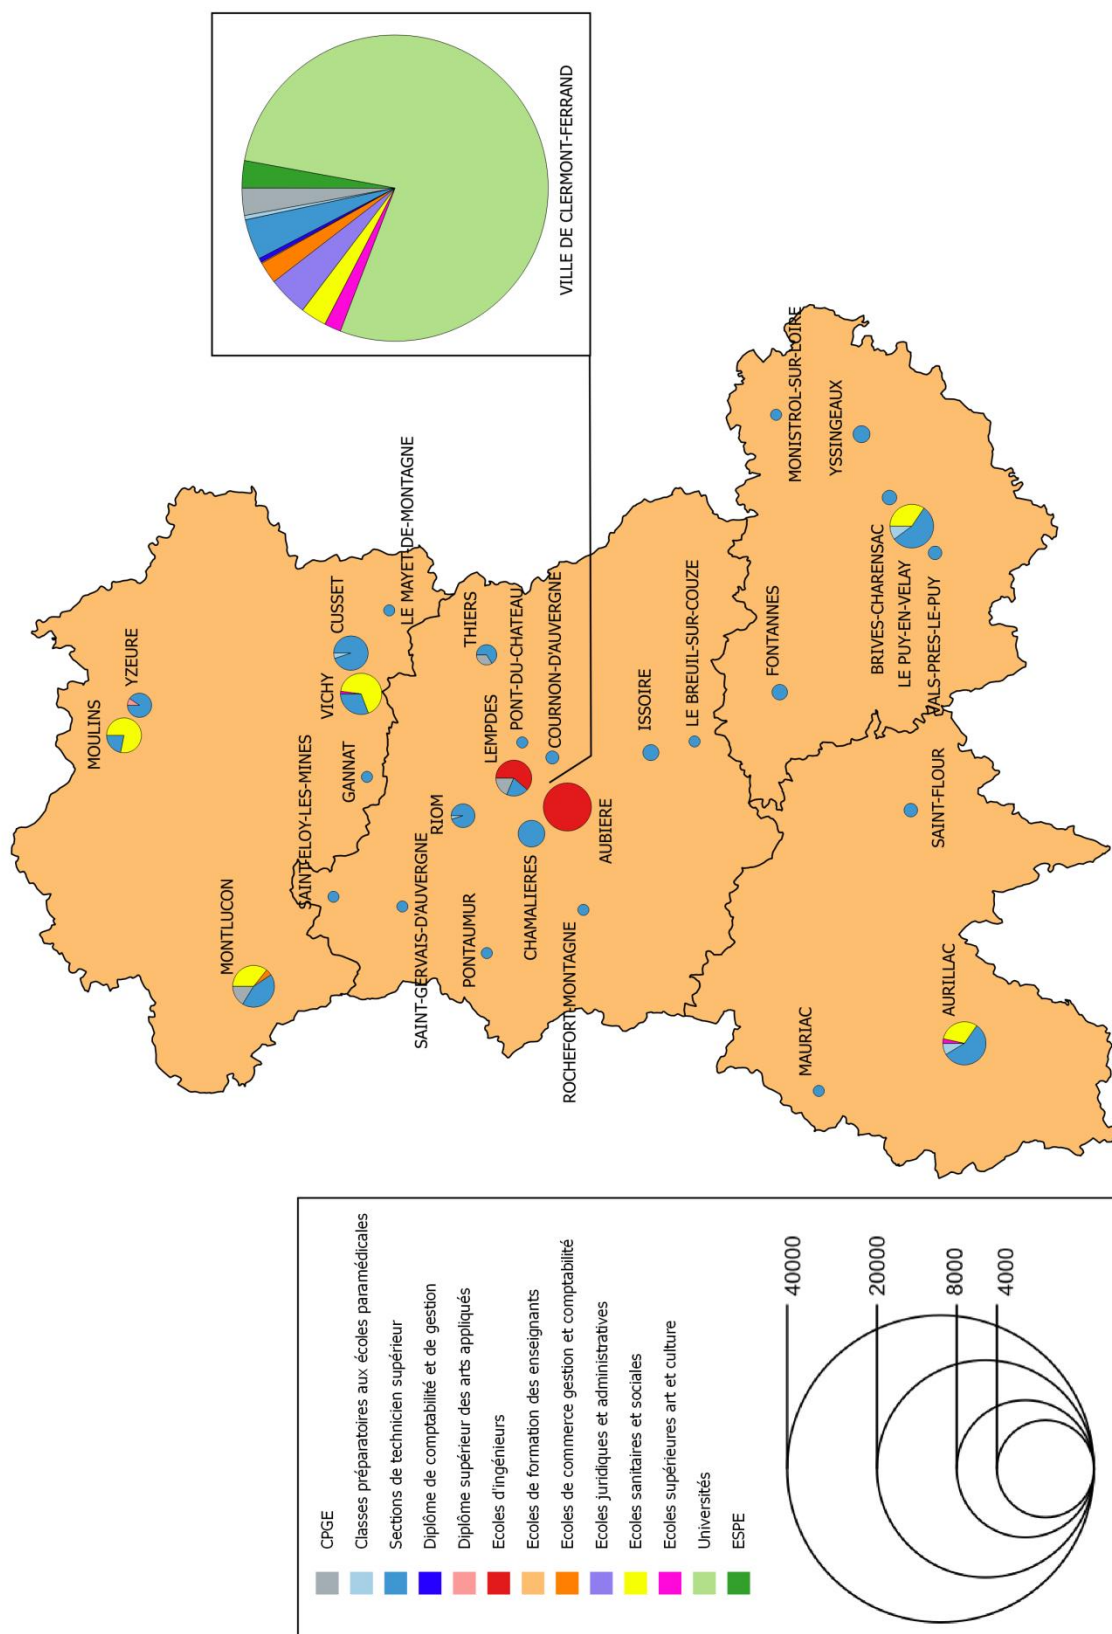 VILLE DE CLERMONT-FERRAND
MOULINS
YZEURE
MONTLUCON
VICHY
CUSSET
LE MAYET-DE-MONTAGNE
GANNAT
SAINT-ELOY-LES-MINES
SAINT-GERVAIS-D'AUVERGNE
RIOM
THIERS
LEMPDES
PONT-DU-CHATEAU
COURNON-D'AUVERGNE
PONTAUMUR
CHAMALIERES
AUBIERE
ROCHEFORT-MONTAGNE
ISSOIRE
LE BREUIL-SUR-COUZE
FONTANNES
MONISTROL-SUR-LOIRE
YSSINGEAUX
BRIVES-CHARENSAC
LE PUY-EN-VELAY
VALS-PRES-LE-PUY
MAURIAC
SAINT-FLOUR
AURILLAC
CPGE
Classes préparatoires aux écoles paramédicales
Sections de technicien supérieur
Diplôme de comptabilité et de gestion
Diplôme supérieur des arts appliqués
Ecoles d'ingénieurs
Ecoles de formation des enseignants
Ecoles de commerce gestion et comptabilité
Ecoles juridiques et administratives
Ecoles sanitaires et sociales
Ecoles supérieures art et culture
Universités
ESPE
40000
20000
8000
4000